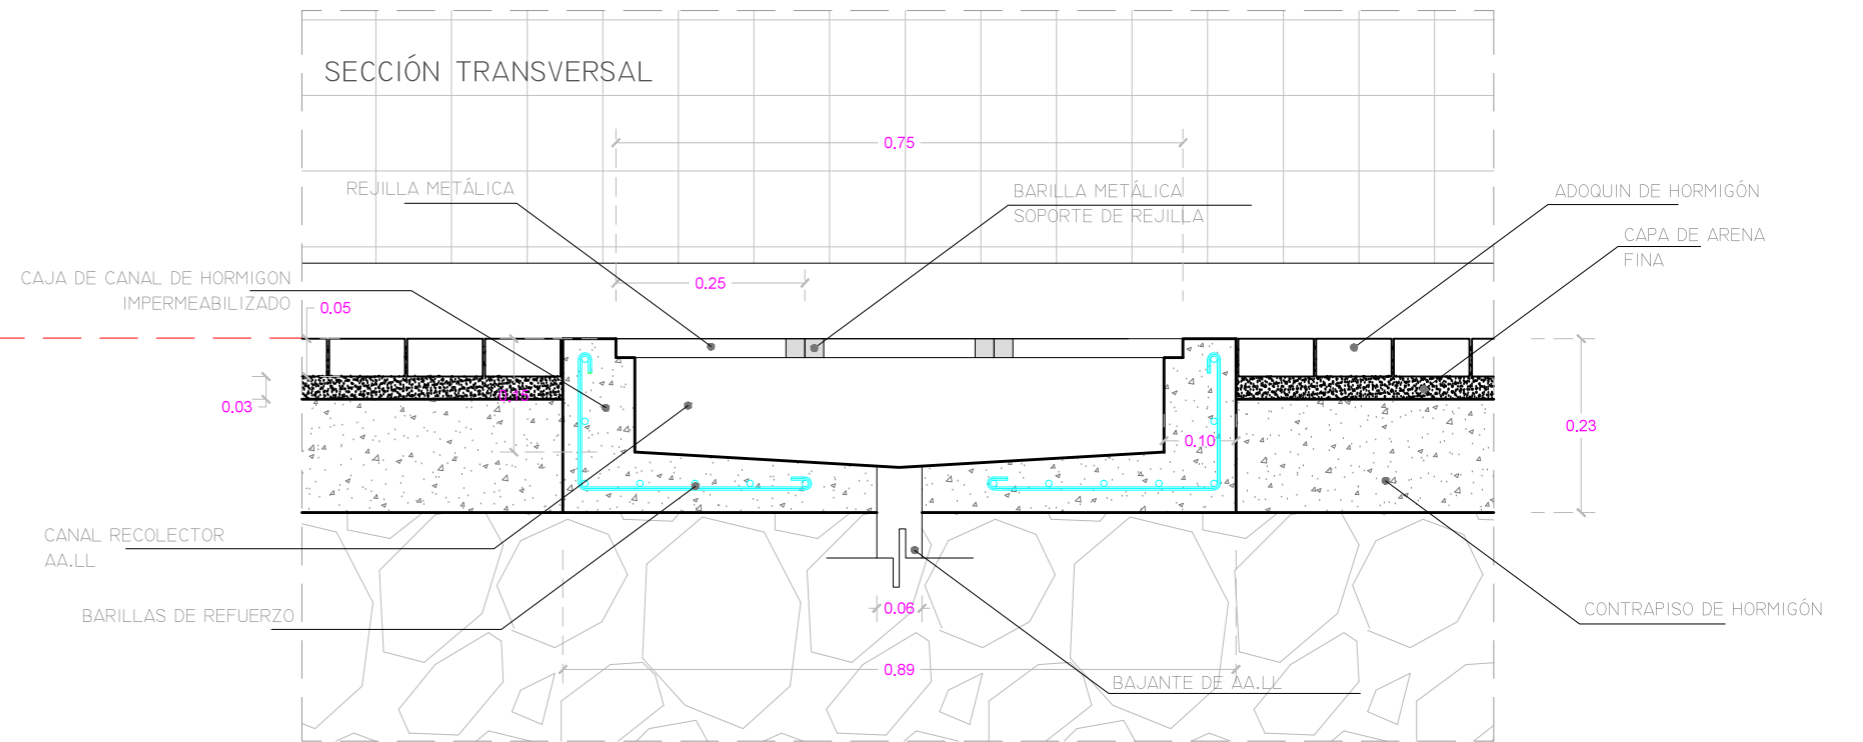 SECCIÓN TRANSVERSAL
0.75
REJILLA METÁLICA
BARILLA METÁLICA
SOPORTE DE REJILLA
ADOQUIN DE HORMIGÓN
CAPA DE ARENA
FINA
CAJA DE CANAL DE HORMIGON
IMPERMEABILIZADO
0.25
0.05
0.03
0.15
0.10
0.23
CANAL RECOLECTOR
AA.LL
BARILLAS DE REFUERZO
0.06
CONTRAPISO DE HORMIGÓN
0.89
BAJANTE DE AA.LL